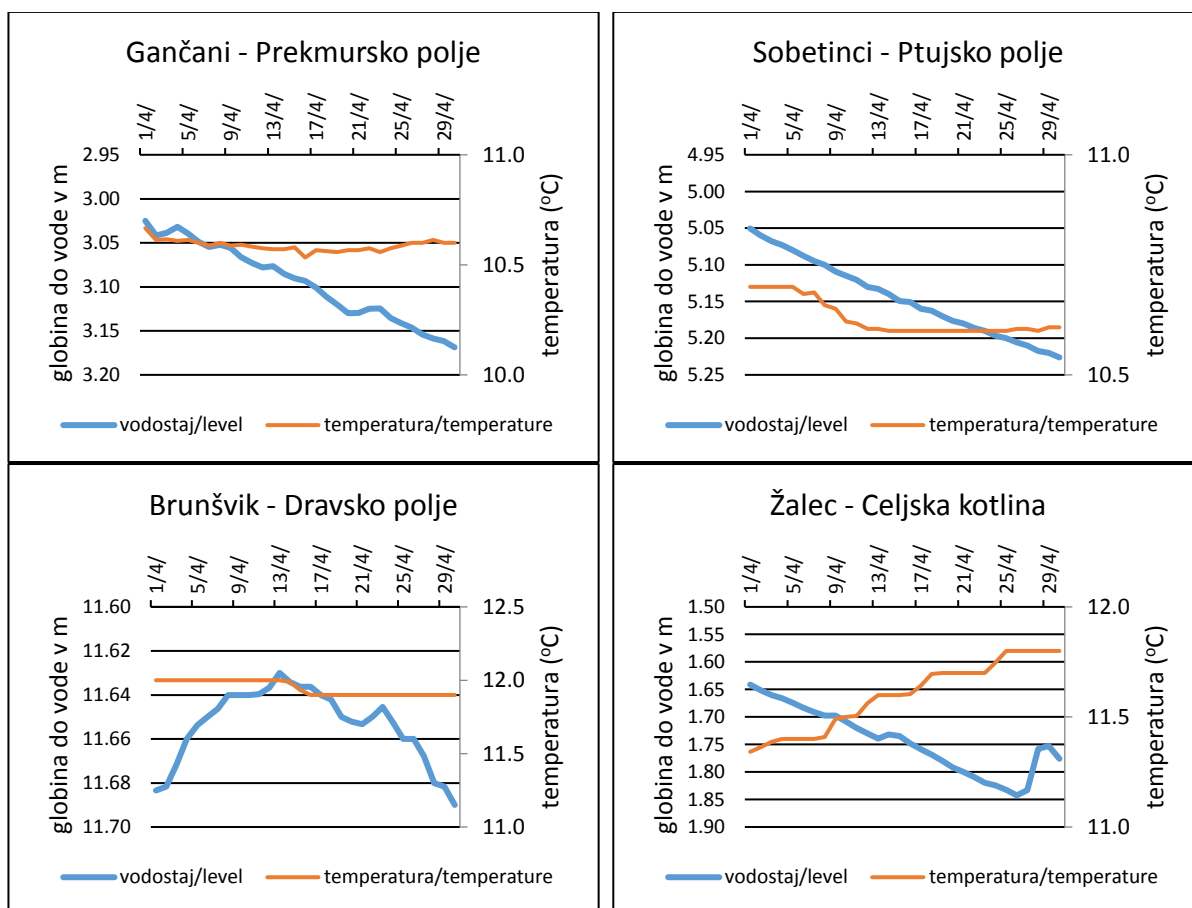 Gančani - Prekmursko polje
1/4/ 5/4/ 9/4/ 13/4/ 17/4/ 21/4/ 25/4/ 29/4/
globina do vode v m
2.95
3.00
3.05
3.10
3.15
3.20
11.0
10.5
10.0
temperatura (oC)
vodostaj/level temperatura/temperature
Sobetinci - Ptujsko polje
1/4/ 5/4/ 9/4/ 13/4/ 17/4/ 21/4/ 25/4/ 29/4/
globina do vode v m
4.95
5.00
5.05
5.10
5.15
5.20
5.25
11.0
10.5
temperatura (oC)
vodostaj/level temperatura/temperature
Brunšvik - Dravsko polje
1/4/ 5/4/ 9/4/ 13/4/ 17/4/ 21/4/ 25/4/ 29/4/
globina do vode v m
11.60
11.62
11.64
11.66
11.68
11.70
12.5
12.0
11.5
11.0
temperatura (oC)
vodostaj/level temperatura/temperature
Žalec - Celjska kotlina
1/4/ 5/4/ 9/4/ 13/4/ 17/4/ 21/4/ 25/4/ 29/4/
globina do vode v m
1.50
1.55
1.60
1.65
1.70
1.75
1.80
1.85
1.90
12.0
11.5
11.0
temperatura (oC)
vodostaj/level temperatura/temperature